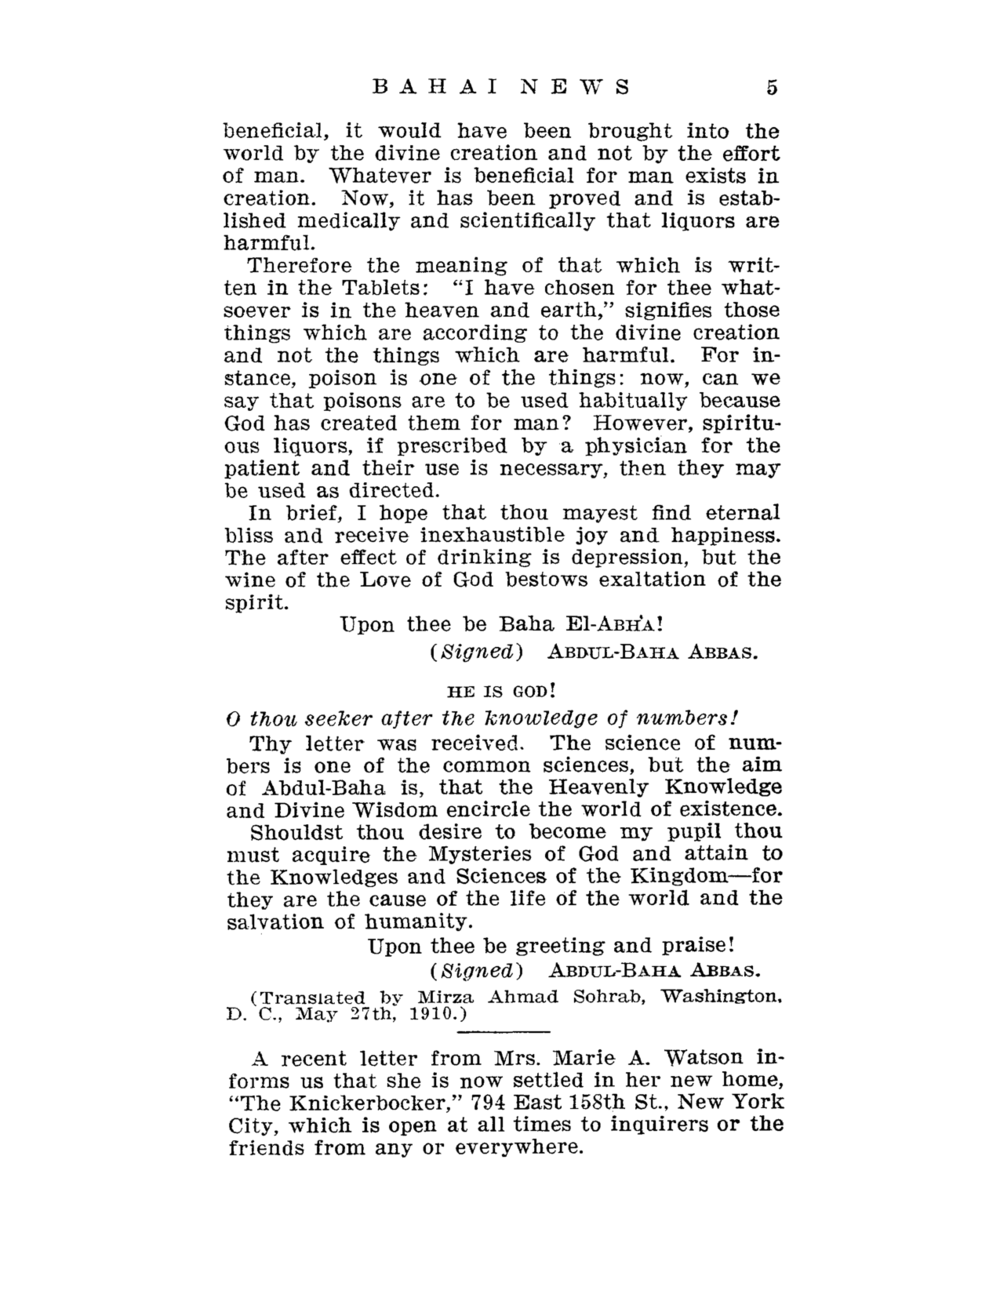 BAHAI NEWS 5
beneficial, it would have been brought into the
world by the divine creation and not by the effort
of man. Whatever is beneficial for man exists in
creation. Now, it has been proved and is estab-
lished medically and scientifically that liquors are
harmful.
Therefore the meaning of that which is writ-
ten in the Tablets: "I have chosen for thee what-
soever is in the heaven and earth," signifies those
things which are according to the divine creation
and not the things which are harmful. For in-
stance, poison is one of the things: now, can we
say that poisons are to be used habitually because
God has created them for man? However, spiritu-
ous liquors, if prescribed by a physician for the
patient and their use is necessary, then they may
be used as directed.
In brief, I hope that thou mayest find eternal
bliss and receive inexhaustible joy and happiness.
The after effect of drinking is depression, but the
wine of the Love of God bestows exaltation of the
spirit.
Upon thee be Baha El-ABH'A!
(Signed) ABDUL-BAHA ABBAS.
HE IS GOD!
O thou seeker after the knowledge of numbers!
Thy letter was received. The science of num-
bers is one of the common sciences, but the aim
of Abdul-Baha is, that the Heavenly Knowledge
and Divine Wisdom encircle the world of existence.
Shouldst thou desire to become my pupil thou
must acquire the Mysteries of God and attain to
the Knowledges and Sciences of the Kingdom—for
they are the cause of the life of the world and the
salvation of humanity.
Upon thee be greeting and praise!
(Signed) ABDUL-BAHA ABBAS.
(Translated by Mirza Ahmad Sohrab, Washington,
D. C., May 27th, 1910.)
A recent letter from Mrs. Marie A. Watson in-
forms us that she is now settled in her new home,
"The Knickerbocker," 794 East 158th St., New York
City, which is open at all times to inquirers or the
friends from any or everywhere.